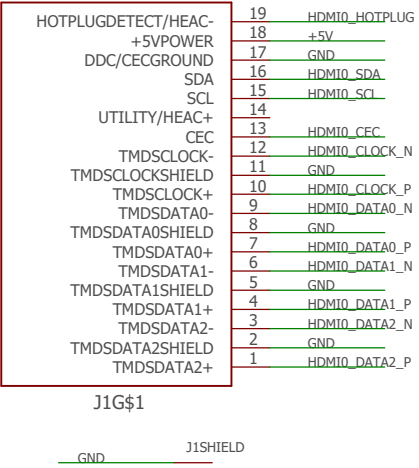 HOTPLUGDETECT/HEAC- 19 HDMI0_HOTPLUG
+5VPOWER 18 +5V
DDC/CECGROUND 17 GND
SDA 16 HDMI0_SDA
SCL 15 HDMI0_SCL
UTILITY/HEAC+ 14
CEC 13 HDMI0_CEC
TMDSCLOCK- 12 HDMI0_CLOCK_N
TMDSCLOCKSHIELD 11 GND
TMDSCLOCK+ 10 HDMI0_CLOCK_P
TMDSDATA0- 9 HDMI0_DATA0_N
TMDSDATA0SHIELD 8 GND
TMDSDATA0+ 7 HDMI0_DATA0_P
TMDSDATA1- 6 HDMI0_DATA1_N
TMDSDATA1SHIELD 5 GND
TMDSDATA1+ 4 HDMI0_DATA1_P
TMDSDATA2- 3 HDMI0_DATA2_N
TMDSDATA2SHIELD 2 GND
TMDSDATA2+ 1 HDMI0_DATA2_P
J1G$1
J1SHIELD
GND